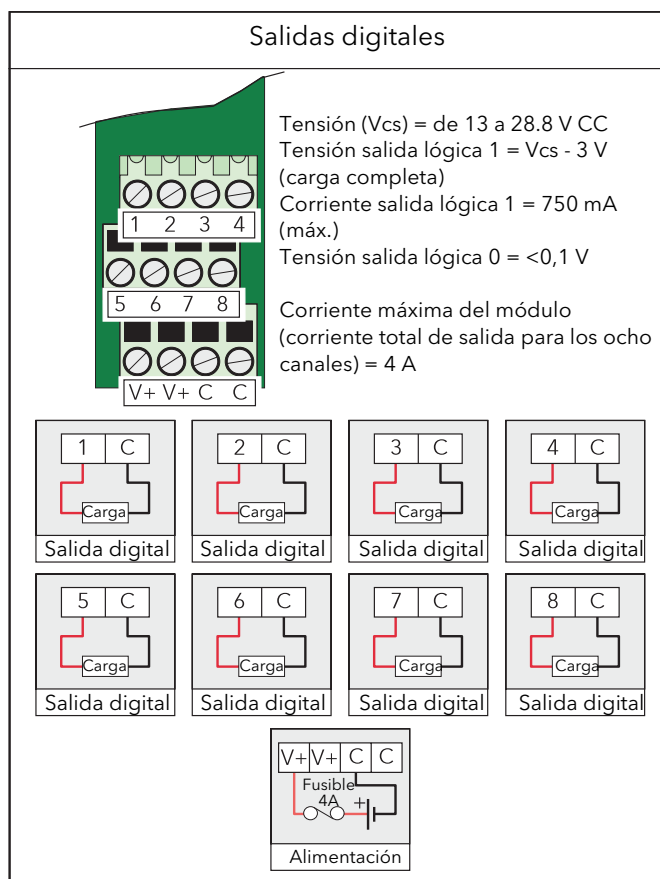 Salidas digitales
Tensión (Vcs) = de 13 a 28.8 V CC
Tensión salida lógica 1 = Vcs - 3 V
(carga completa)
Corriente salida lógica 1 = 750 mA
(máx.)
Tensión salida lógica 0 = <0,1 V
Corriente máxima del módulo
(corriente total de salida para los ocho
canales) = 4 A
1 2 3 4
5 6 7 8
V+ V+ C C
1 C
Carga
Salida digital
2 C
Carga
Salida digital
3 C
Carga
Salida digital
4 C
Carga
Salida digital
5 C
Carga
Salida digital
6 C
Carga
Salida digital
7 C
Carga
Salida digital
8 C
Carga
Salida digital
V+ V+ C C
Fusible
4A +
Alimentación